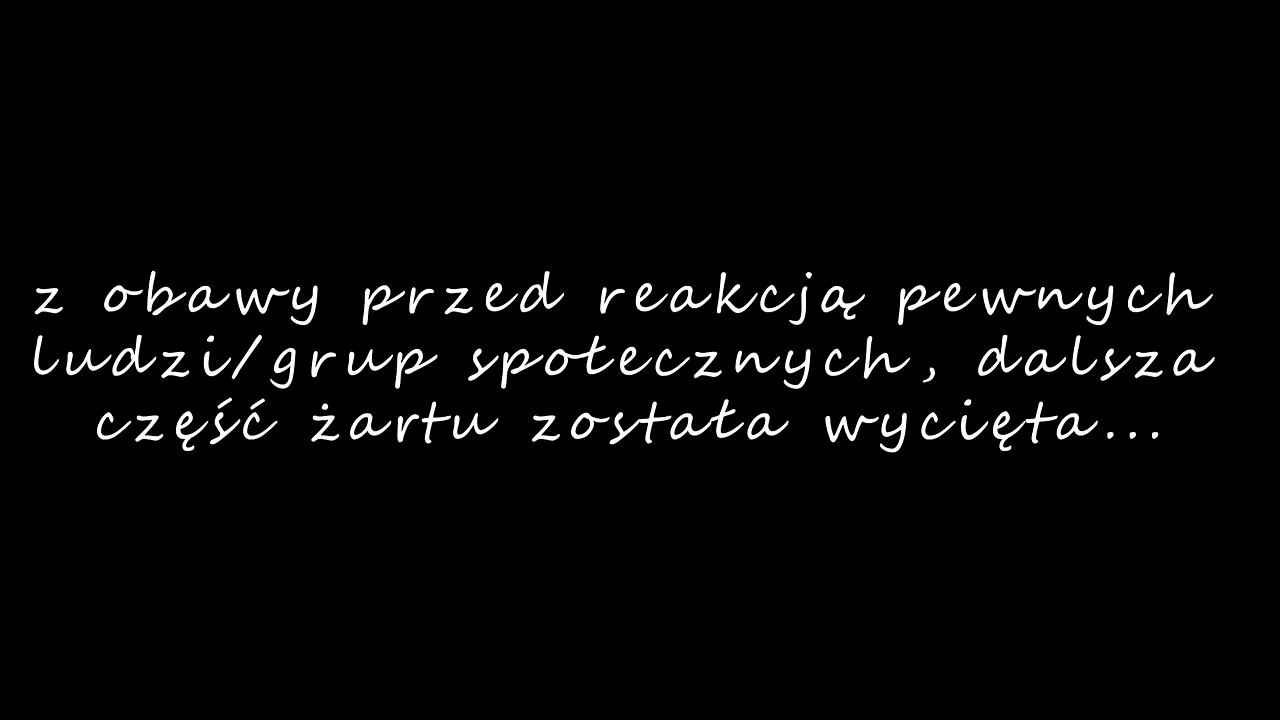 z obawy przed reakcją pewnych
ludzi/grup społecznych, dalsza
część żartu została wycięta...